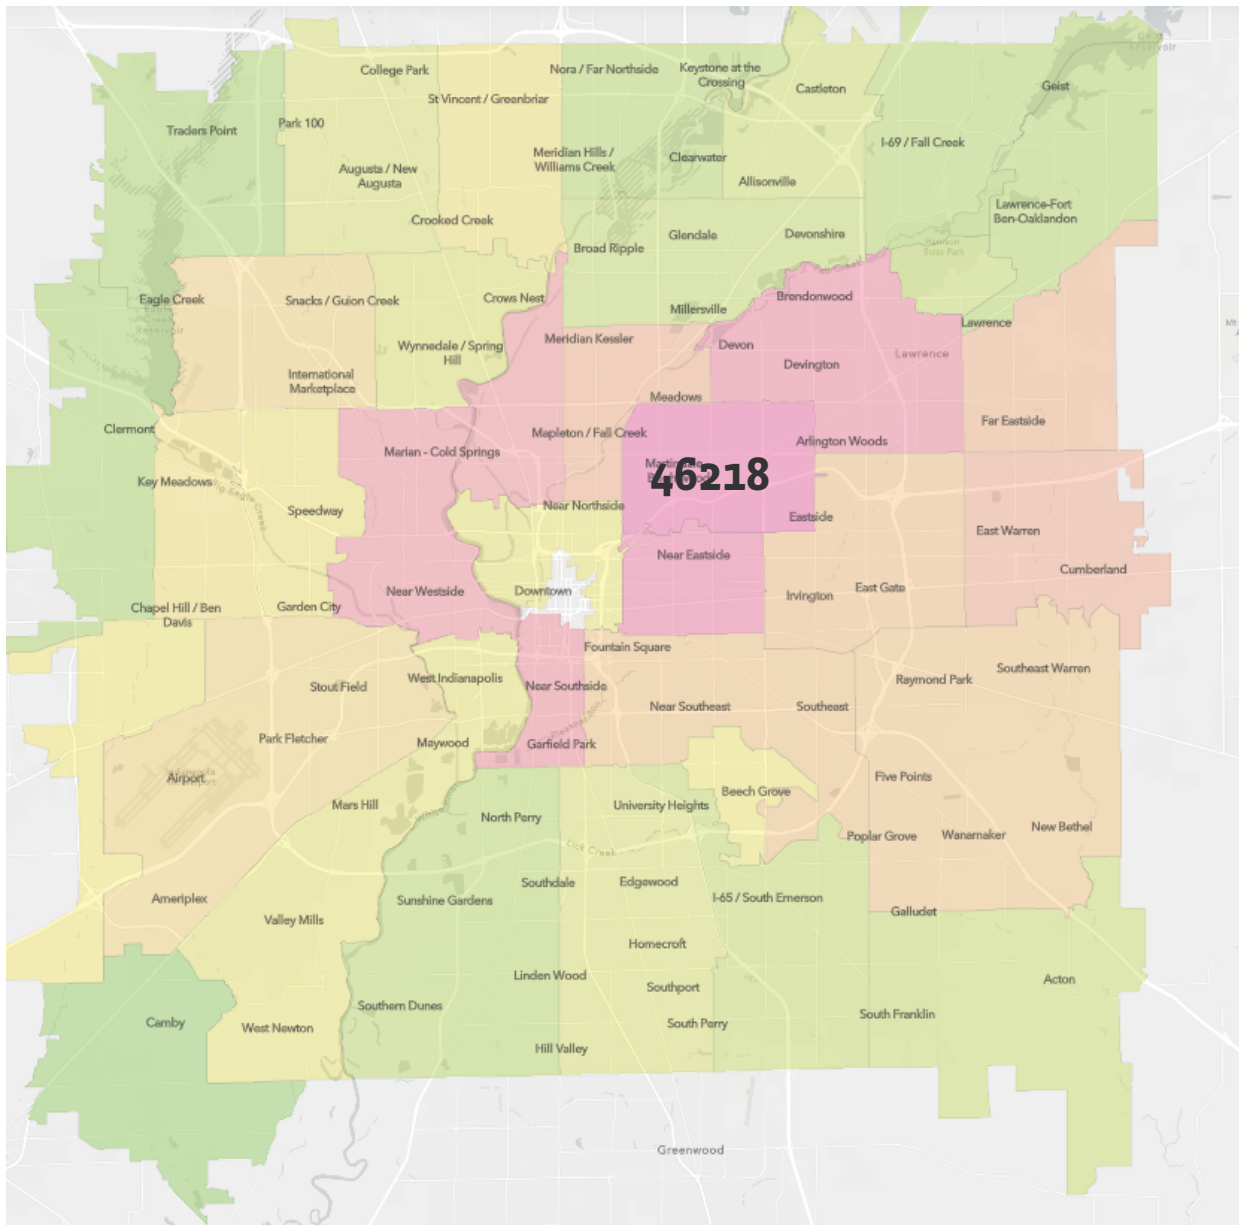 College Park
Nora / Far Northside
Keystone at the
Crossing
Castleton
Geist
St Vincent / Greenbriar
Traders Point
Park 100
I-69 / Fall Creek
Meridian Hills /
Williams Creek
Clearwater
Augusta / New
Augusta
Allisonville
Lawrence-Fort
Ben-Oaklandon
Crooked Creek
Broad Ripple
Glendale
Devonshire
Eagle Creek
Reservoir
Snacks / Guion Creek
Crows Nest
Brendonwood
Millersville
Lawrence
Wynnedale / Spring
Hill
Meridian Kessler
Devon
Lawrence
Devington
International
Marketplace
Meadows
Clermont
Mapleton / Fall Creek
Far Eastside
Marian - Cold Springs
Arlington Woods
46218
Key Meadows
Big Eagle Creek
Speedway
Near Northside
Eastside
East Warren
Near Eastside
Cumberland
Near Westside
Downtown
Irvington
East Gate
Chapel Hill / Ben
Davis
Garden City
Fountain Square
Southeast Warren
West Indianapolis
Raymond Park
Stout Field
Near Southside
Near Southeast
Southeast
Pleasant Run
Park Fletcher
Maywood
Garfield Park
Airport
Five Points
Beech Grove
Mars Hill
University Heights
North Perry
New Bethel
Poplar Grove
Wanamaker
Lick Creek
Southdale
Edgewood
Ameriplex
Sunshine Gardens
I-65 / South Emerson
Valley Mills
Galludet
Homecroft
Linden Wood
Acton
Southport
Southern Dunes
South Franklin
Camby
West Newton
South Perry
Hill Valley
Greenwood